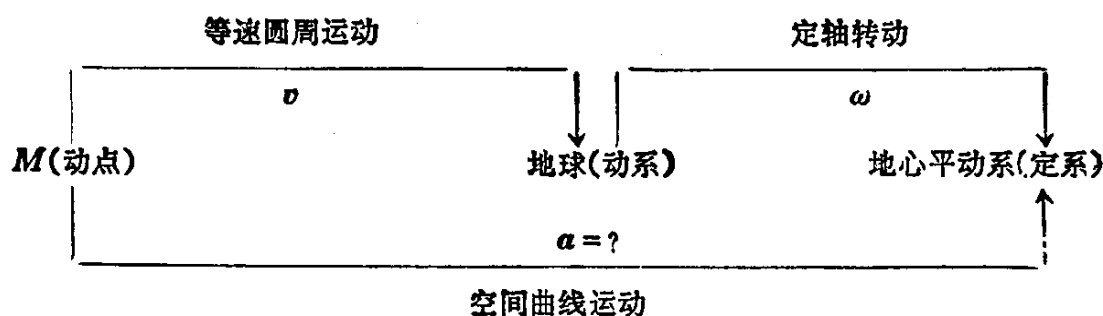 等速圆周运动 定轴转动
v ω
M(动点) 地球(动系) 地心平动系(定系)
a=?
空间曲线运动